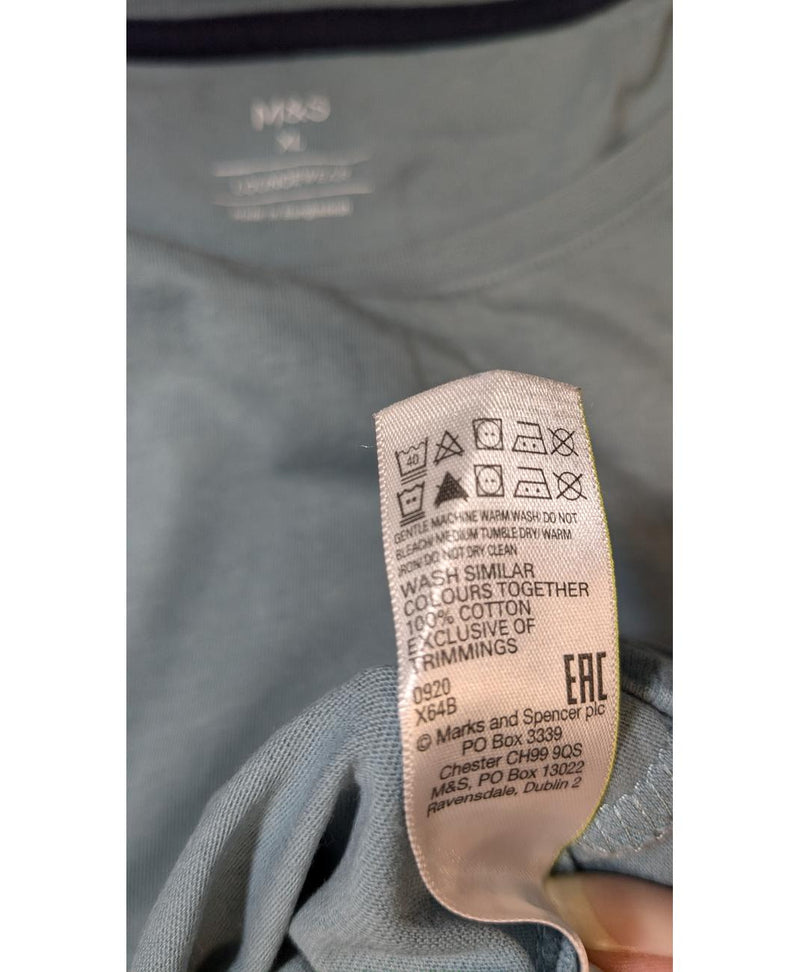 M&S
XL
40
GENTLE MACHINE WARM WASH/ DO NOT
BLEACH/ MEDIUM TUMBLE DRY/ WARM
IRON/ DO NOT DRY CLEAN
WASH SIMILAR
COLOURS TOGETHER
100% COTTON
EXCLUSIVE OF
TRIMMINGS
0920
X64B
EAC
© Marks and Spencer plc
PO Box 3339
Chester CH99 9QS
M&S, PO Box 13022
Ravensdale, Dublin 2